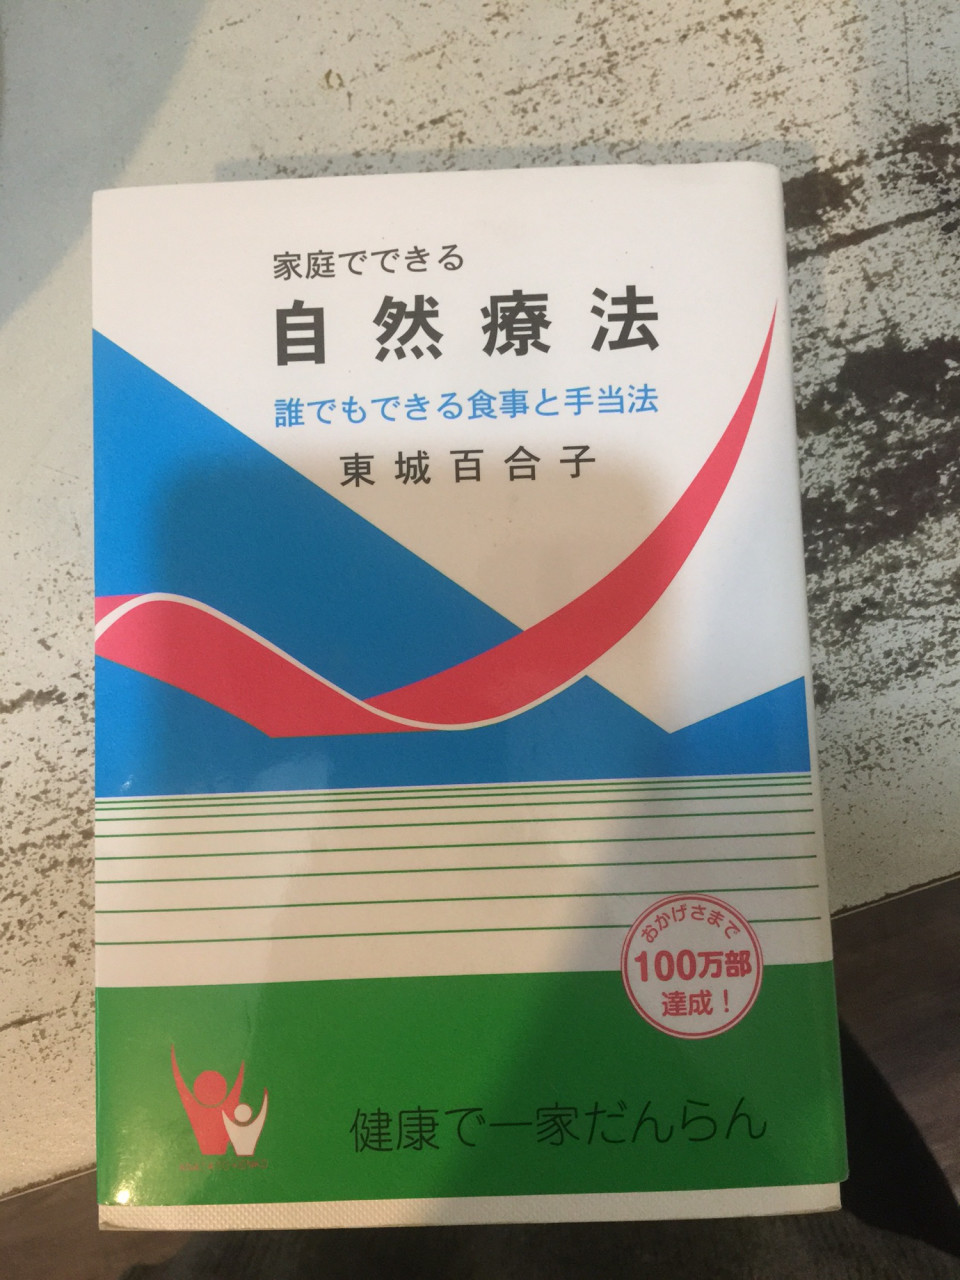 家庭でできる
自然療法
誰でもできる食事と手当法
東城百合子
おかげさまで
100万部
達成！
健康で一家だんらん